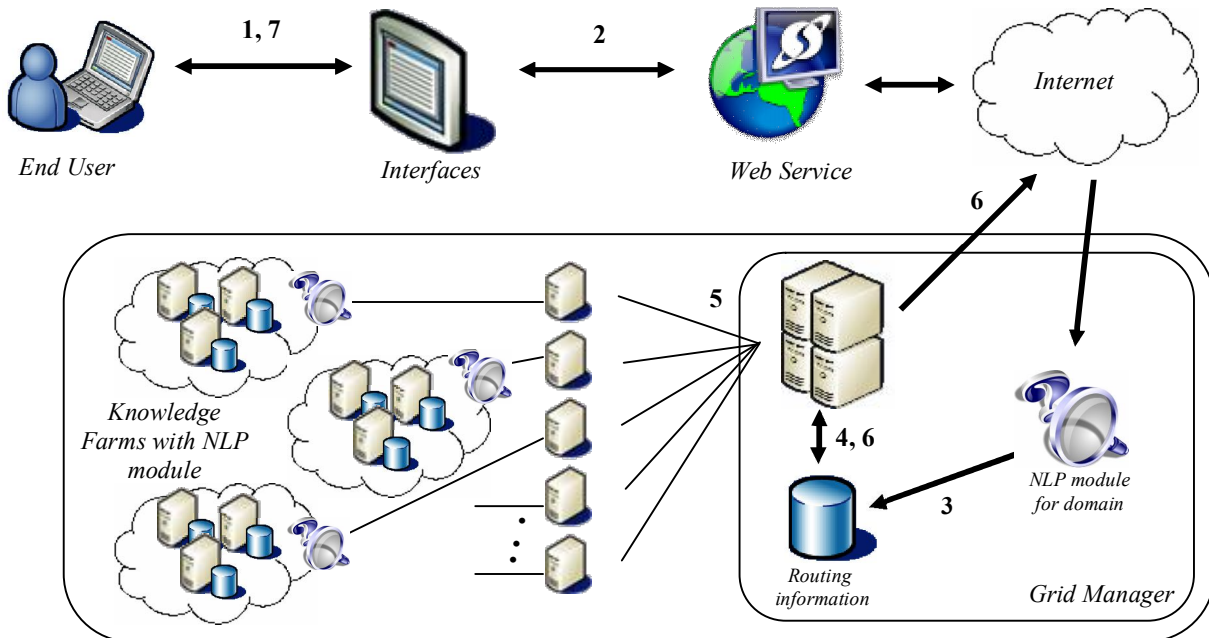 1, 7
2
End User
Interfaces
Web Service
Internet
6
5
Knowledge
Farms with NLP
module
4, 6
3
NLP module
for domain
Routing
information
Grid Manager